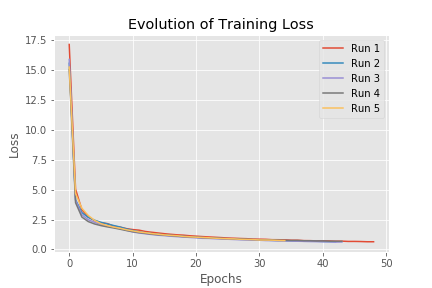 Evolution of Training Loss
17.5
15.0
12.5
10.0
7.5
5.0
2.5
0.0
Loss
Run 1
Run 2
Run 3
Run 4
Run 5
0 10 20 30 40 50
Epochs